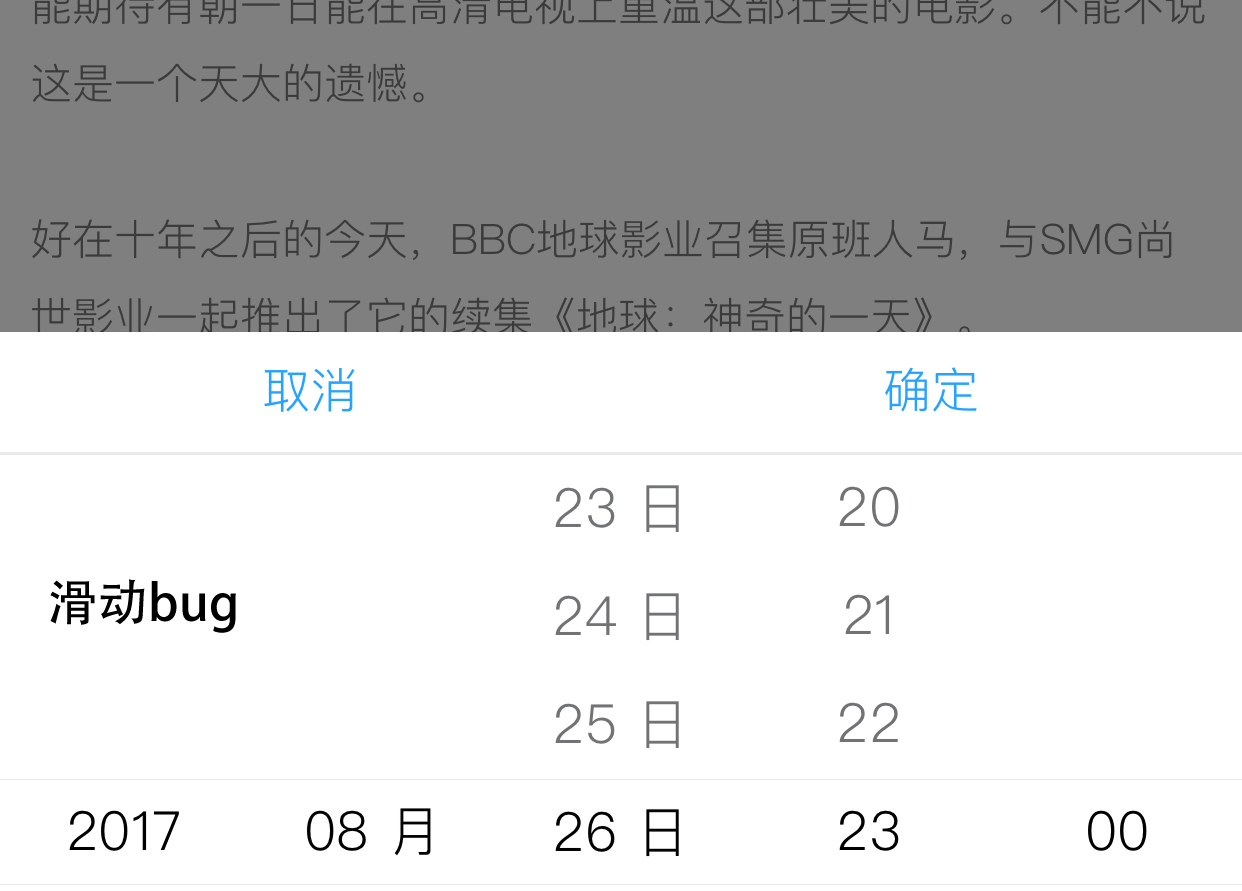 能期待有朝一日能在高清电视上重温这部壮美的电影。不能不说
这是一个天大的遗憾。
好在十年之后的今天，BBC地球影业召集原班人马，与SMG尚
世影业一起推出了它的续集《地球：神奇的一天》。
取消 确定
23 日 20
滑动bug
24 日 21
25 日 22
2017 08 月 26 日 23 00